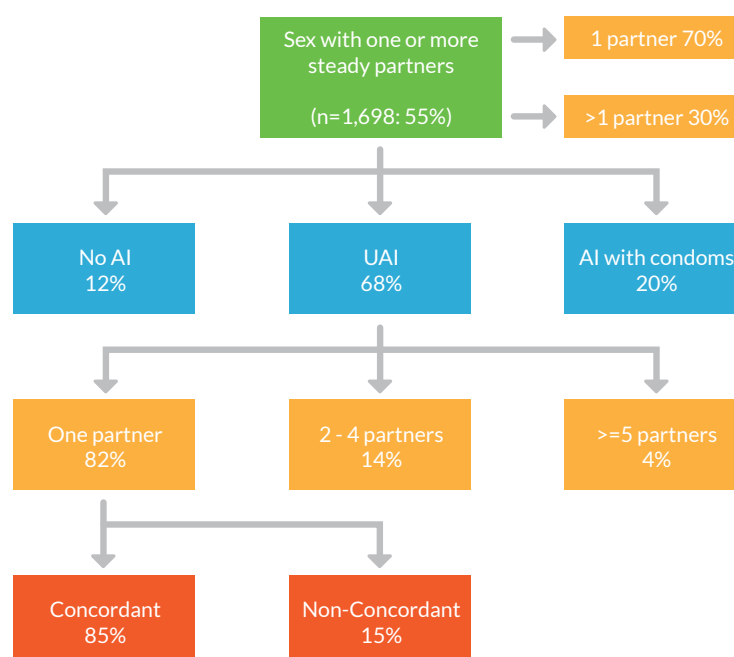 Sex with one or more
steady partners
(n=1,698: 55%)
1 partner 70%
>1 partner 30%
No AI
12%
UAI
68%
AI with condoms
20%
One partner
82%
2 - 4 partners
14%
>=5 partners
4%
Concordant
85%
Non-Concordant
15%